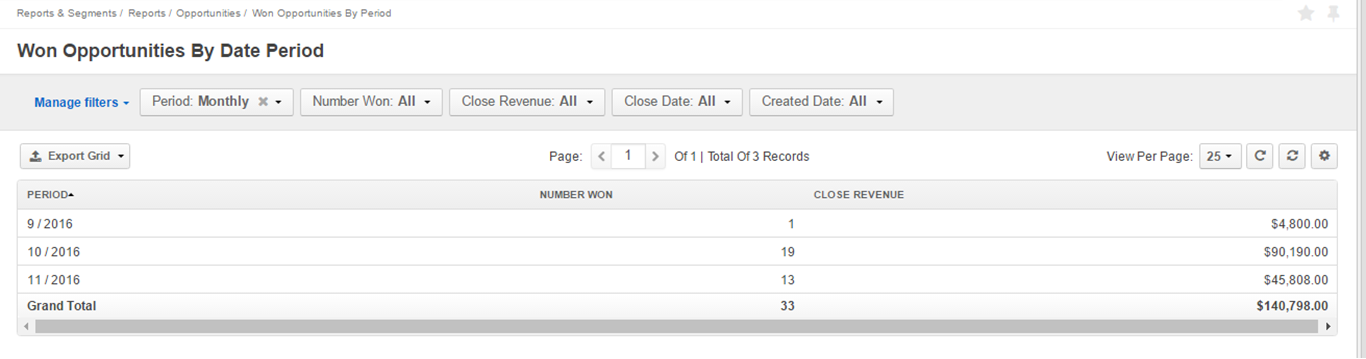 Reports & Segments / Reports / Opportunities / Won Opportunities By Period
Won Opportunities By Date Period
Manage filters Period: Monthly Number Won: All Close Revenue: All Close Date: All Created Date: All
Export Grid Page: 1 Of 1 | Total Of 3 Records View Per Page: 25
PERIOD NUMBER WON CLOSE REVENUE
9 / 2016 1 $4,800.00
10 / 2016 19 $90,190.00
11 / 2016 13 $45,808.00
Grand Total 33 $140,798.00